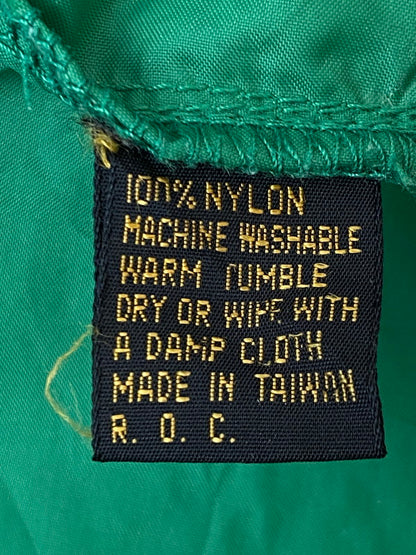 100% NYLON
MACHINE WASHABLE
WARM TUMBLE
DRY OR WIPE WITH
A DAMP CLOTH
MADE IN TAIWAN
R. O. C.